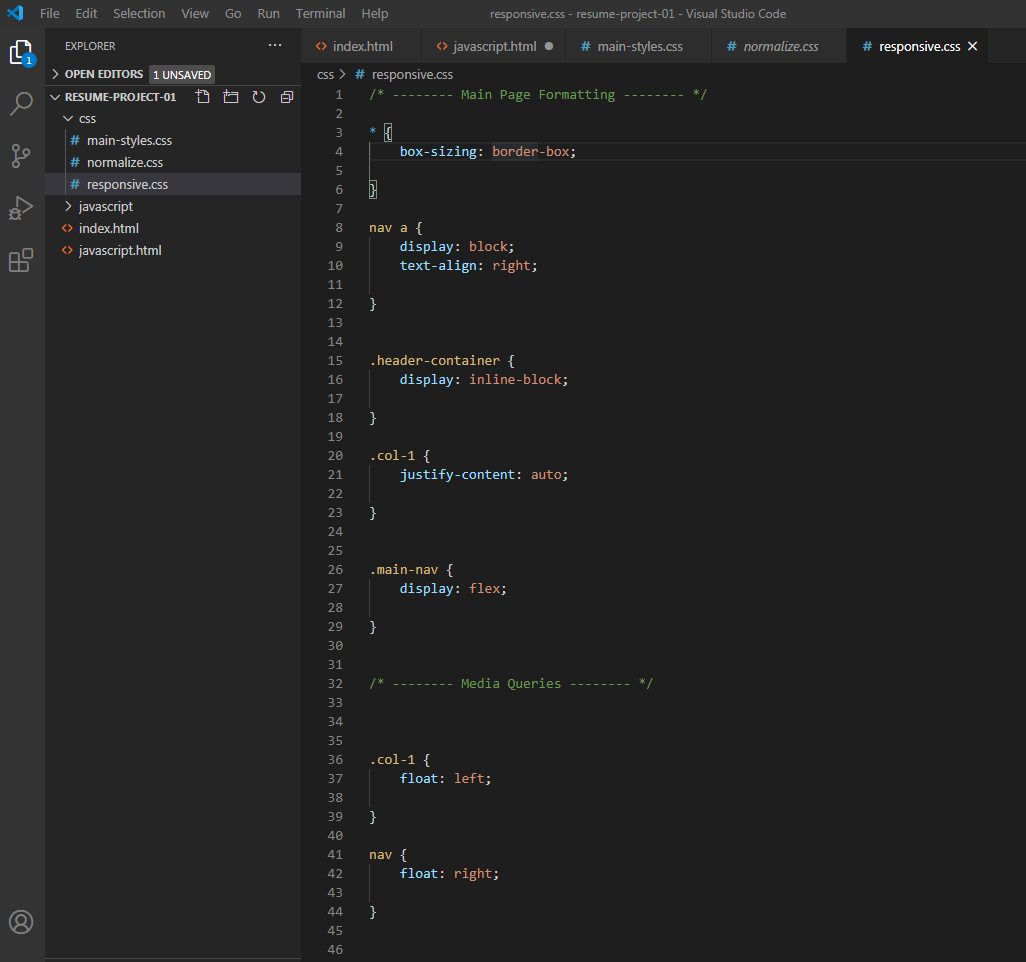 File Edit Selection View Go Run Terminal Help responsive.css - resume-project-01 - Visual Studio Code
EXPLORER ...
1
OPEN EDITORS 1 UNSAVED
RESUME-PROJECT-01
css
# main-styles.css
# normalize.css
# responsive.css
javascript
<> index.html
<> javascript.html
<> index.html <> javascript.html ● # main-styles.css # normalize.css # responsive.css ×
css > # responsive.css
1 /* -------- Main Page Formatting -------- */
2
3 * {
4     box-sizing: border-box;
5
6 }
7
8 nav a {
9     display: block;
10     text-align: right;
11
12 }
13
14
15 .header-container {
16     display: inline-block;
17
18 }
19
20 .col-1 {
21     justify-content: auto;
22
23 }
24
25
26 .main-nav {
27     display: flex;
28
29 }
30
31
32 /* -------- Media Queries -------- */
33
34
35
36 .col-1 {
37     float: left;
38
39 }
40
41 nav {
42     float: right;
43
44 }
45
46